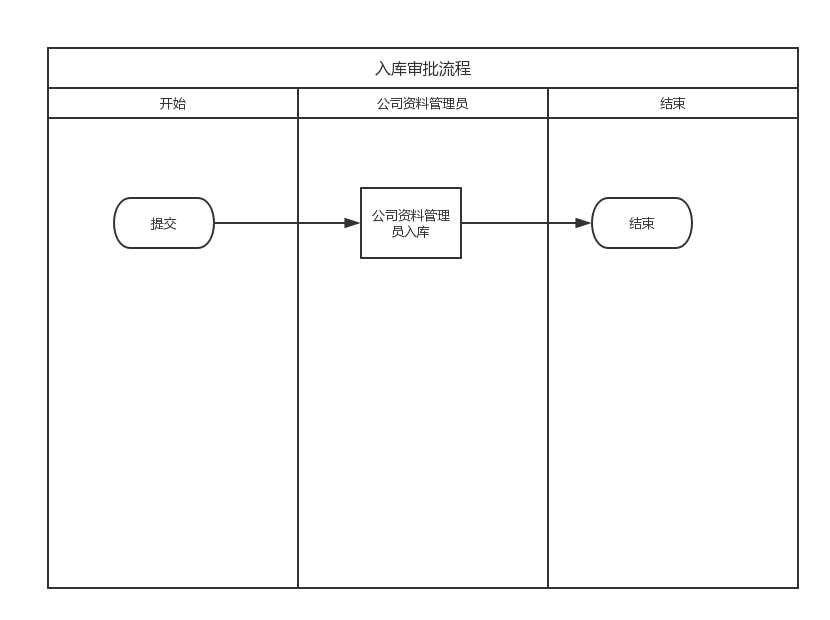 入库审批流程
开始
公司资料管理员
结束
提交
公司资料管理
员入库
结束